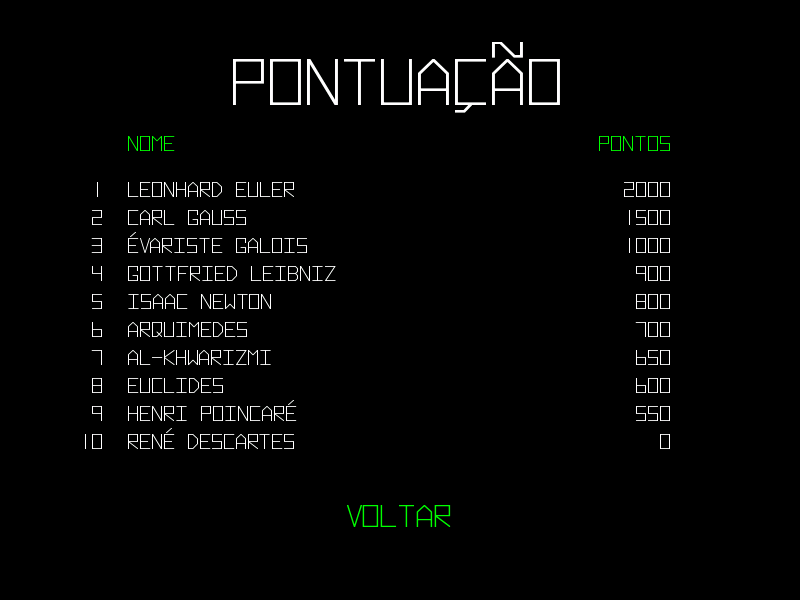 PONTUAÇÃO
NOME PONTOS
1 LEONHARD EULER 2000
2 CARL GAUSS 1500
3 ÉVARISTE GALOIS 1000
4 GOTTFRIED LEIBNIZ 900
5 ISAAC NEWTON 800
6 ARQUIMEDES 700
7 AL-KHWARIZMI 650
8 EUCLIDES 600
9 HENRI POINCARÉ 550
10 RENÉ DESCARTES 0
VOLTAR